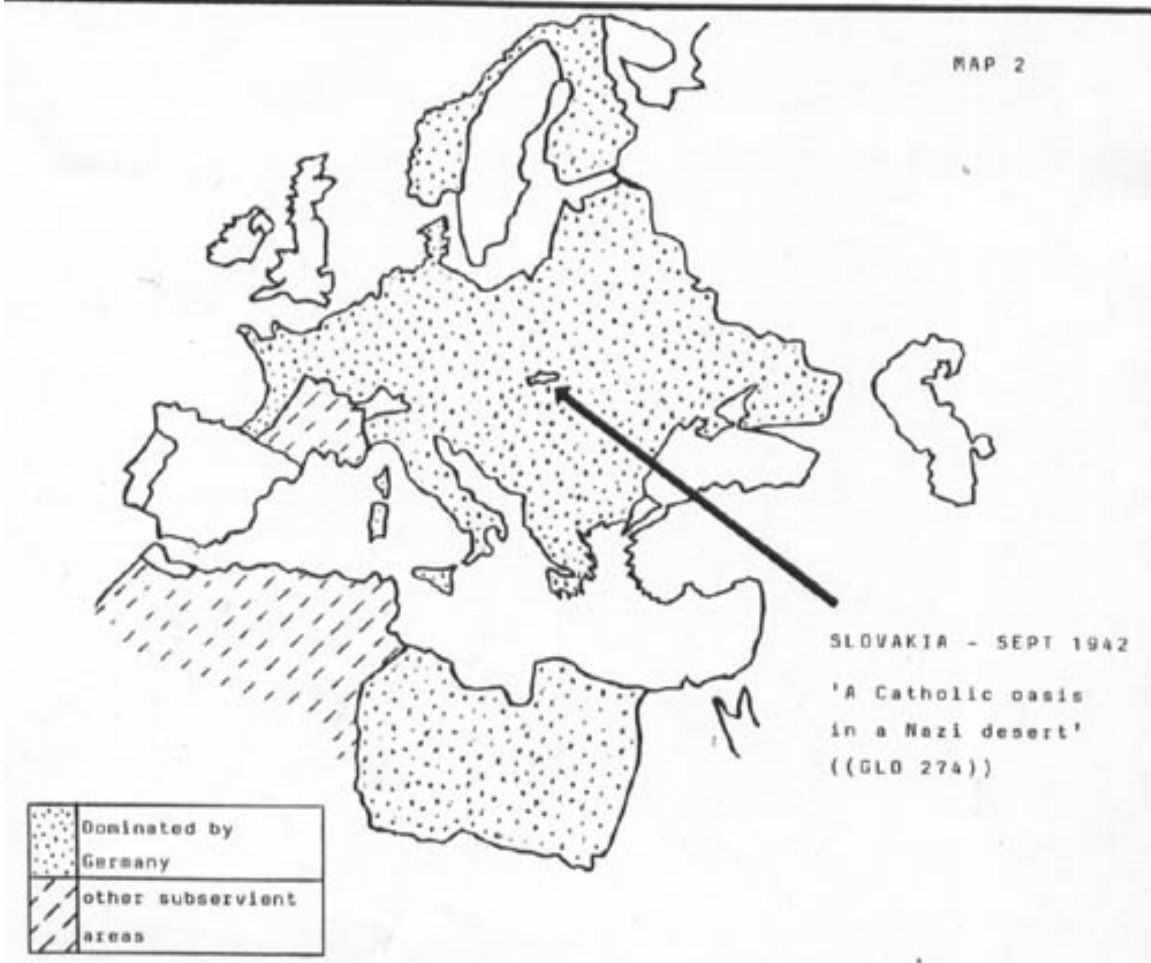 MAP 2
SLOVAKIA - SEPT 1942
'A Catholic oasis
in a Nazi desert'
((GLO 274))
Dominated by
Germany
other subservient
areas